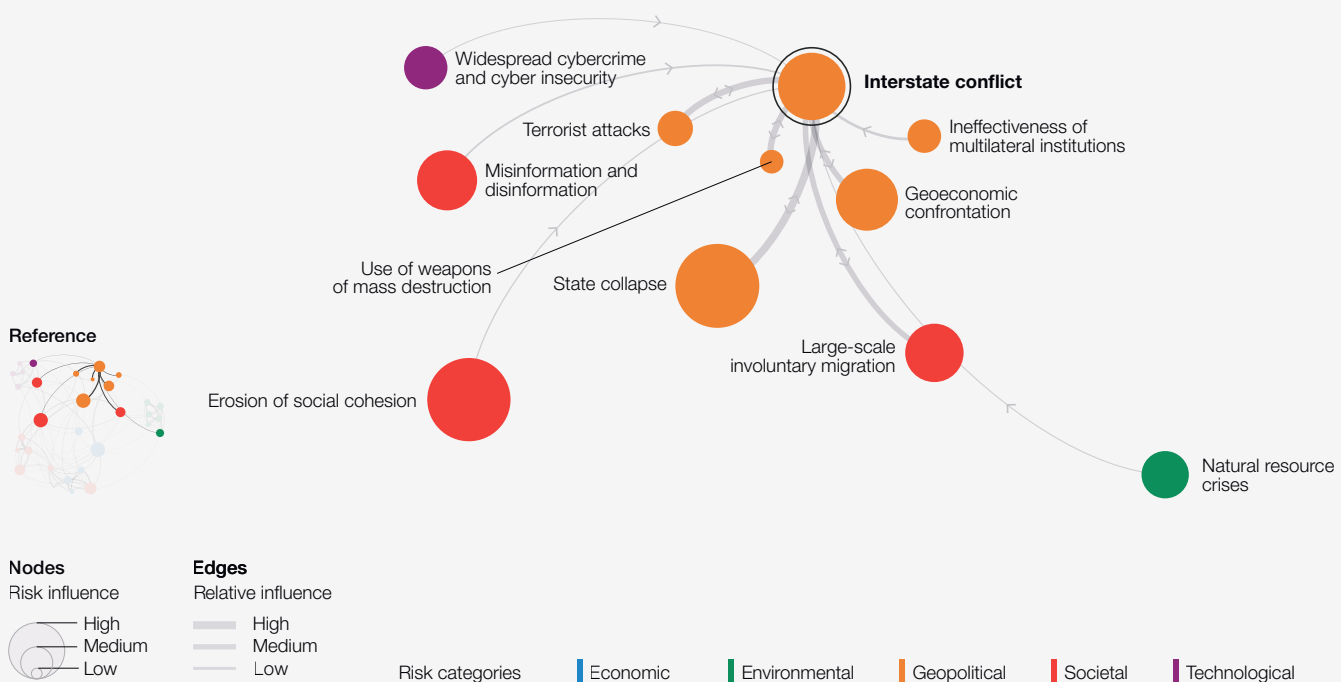 Widespread cybercrime
and cyber insecurity
Interstate conflict
Terrorist attacks
Ineffectiveness of
multilateral institutions
Misinformation and
disinformation
Geoeconomic
confrontation
Use of weapons
of mass destruction
State collapse
Reference
Large-scale
involuntary migration
Erosion of social cohesion
Natural resource
crises
Nodes
Risk influence
High
Medium
Low
Edges
Relative influence
High
Medium
Low
Risk categories
Economic
Environmental
Geopolitical
Societal
Technological